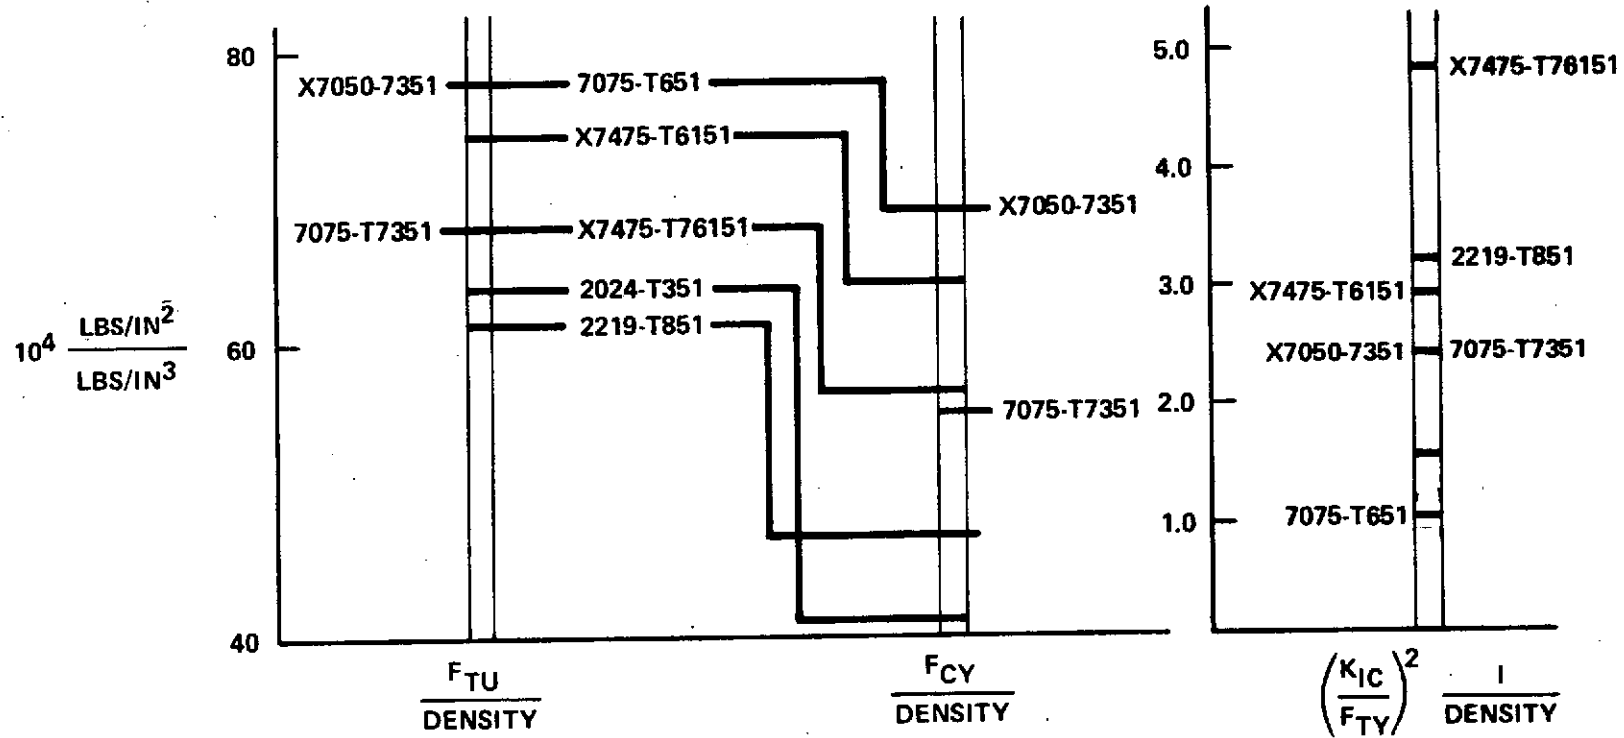 80
X7050-7351
7075-T651
X7475-T6151
X7050-7351
7075-T7351
X7475-T76151
2024-T351
2219-T851
10⁴ LBS/IN²
LBS/IN³
60
7075-T7351
40
F_TU
DENSITY
F_CY
DENSITY
5.0
X7475-T76151
4.0
2219-T851
3.0
X7475-T6151
X7050-7351
7075-T7351
2.0
7075-T651
1.0
(K_IC / F_TY)² I
DENSITY